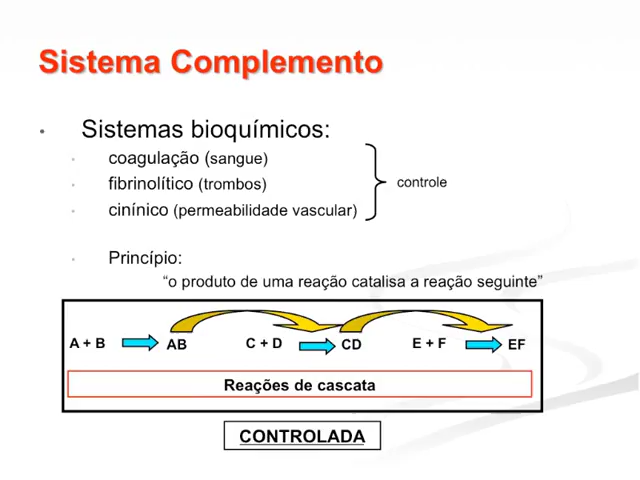 Sistema Complemento
• Sistemas bioquímicos:
• coagulação (sangue)
• fibrinolítico (trombos)
• cinínico (permeabilidade vascular)
controle
• Princípio:
“o produto de uma reação catalisa a reação seguinte”
A + B AB C + D CD E + F EF
Reações de cascata
CONTROLADA